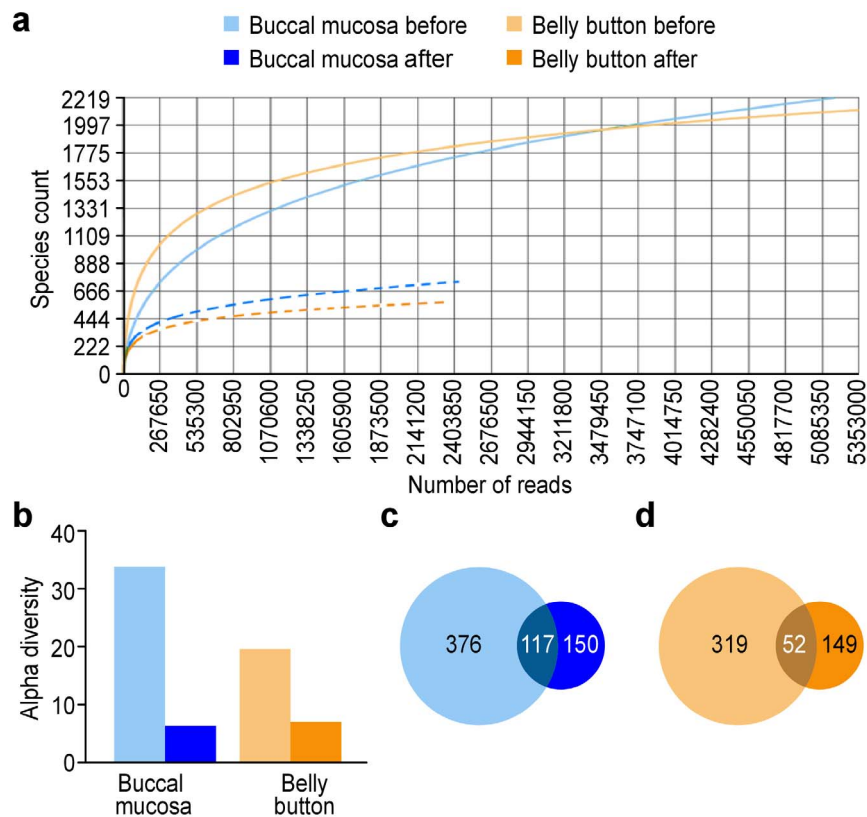 a
Buccal mucosa before
Belly button before
Buccal mucosa after
Belly button after
Species count
2219
1997
1775
1553
1331
1109
888
666
444
222
0
0
267650
535300
802950
1070600
1338250
1605900
1873500
2141200
2403850
2676500
2944150
3211800
3479450
3747100
4014750
4282400
4550050
4817700
5085350
5353000
Number of reads
b
Alpha diversity
40
30
20
10
0
Buccal
mucosa
Belly
button
c
376
117
150
d
319
52
149